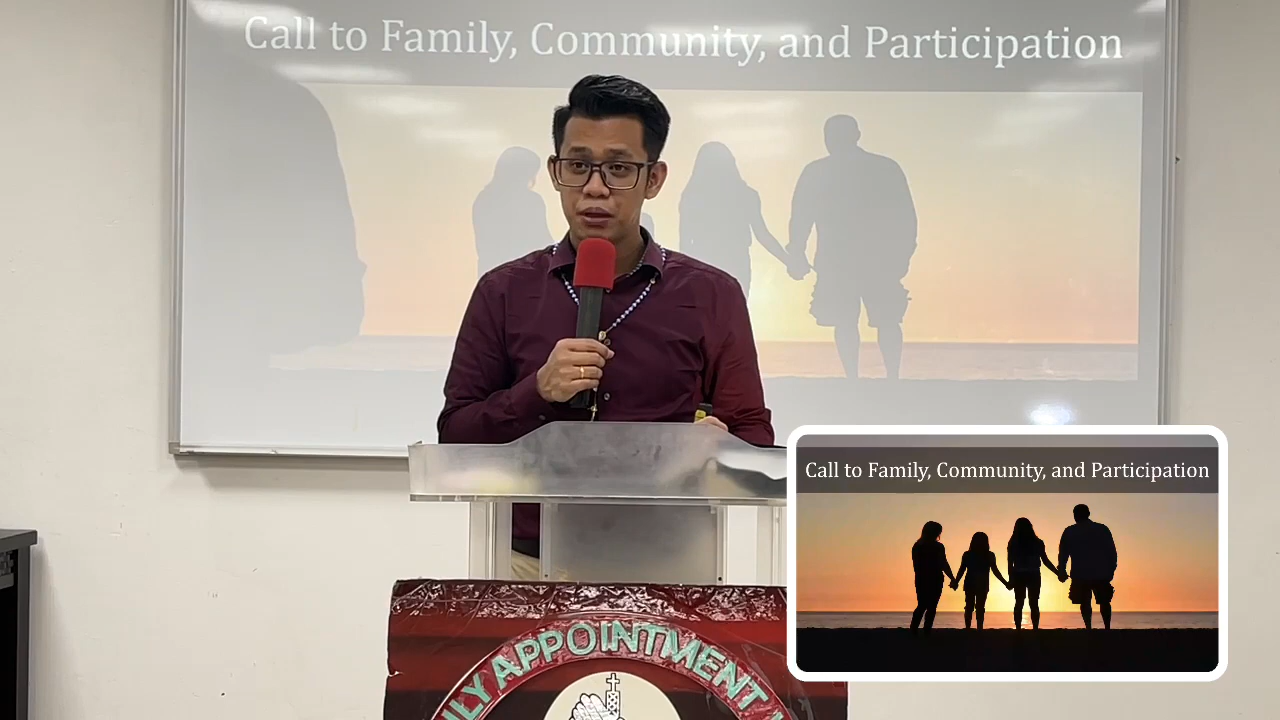 Call to Family, Community, and Participation
Call to Family, Community, and Participation
APPOINTMENT